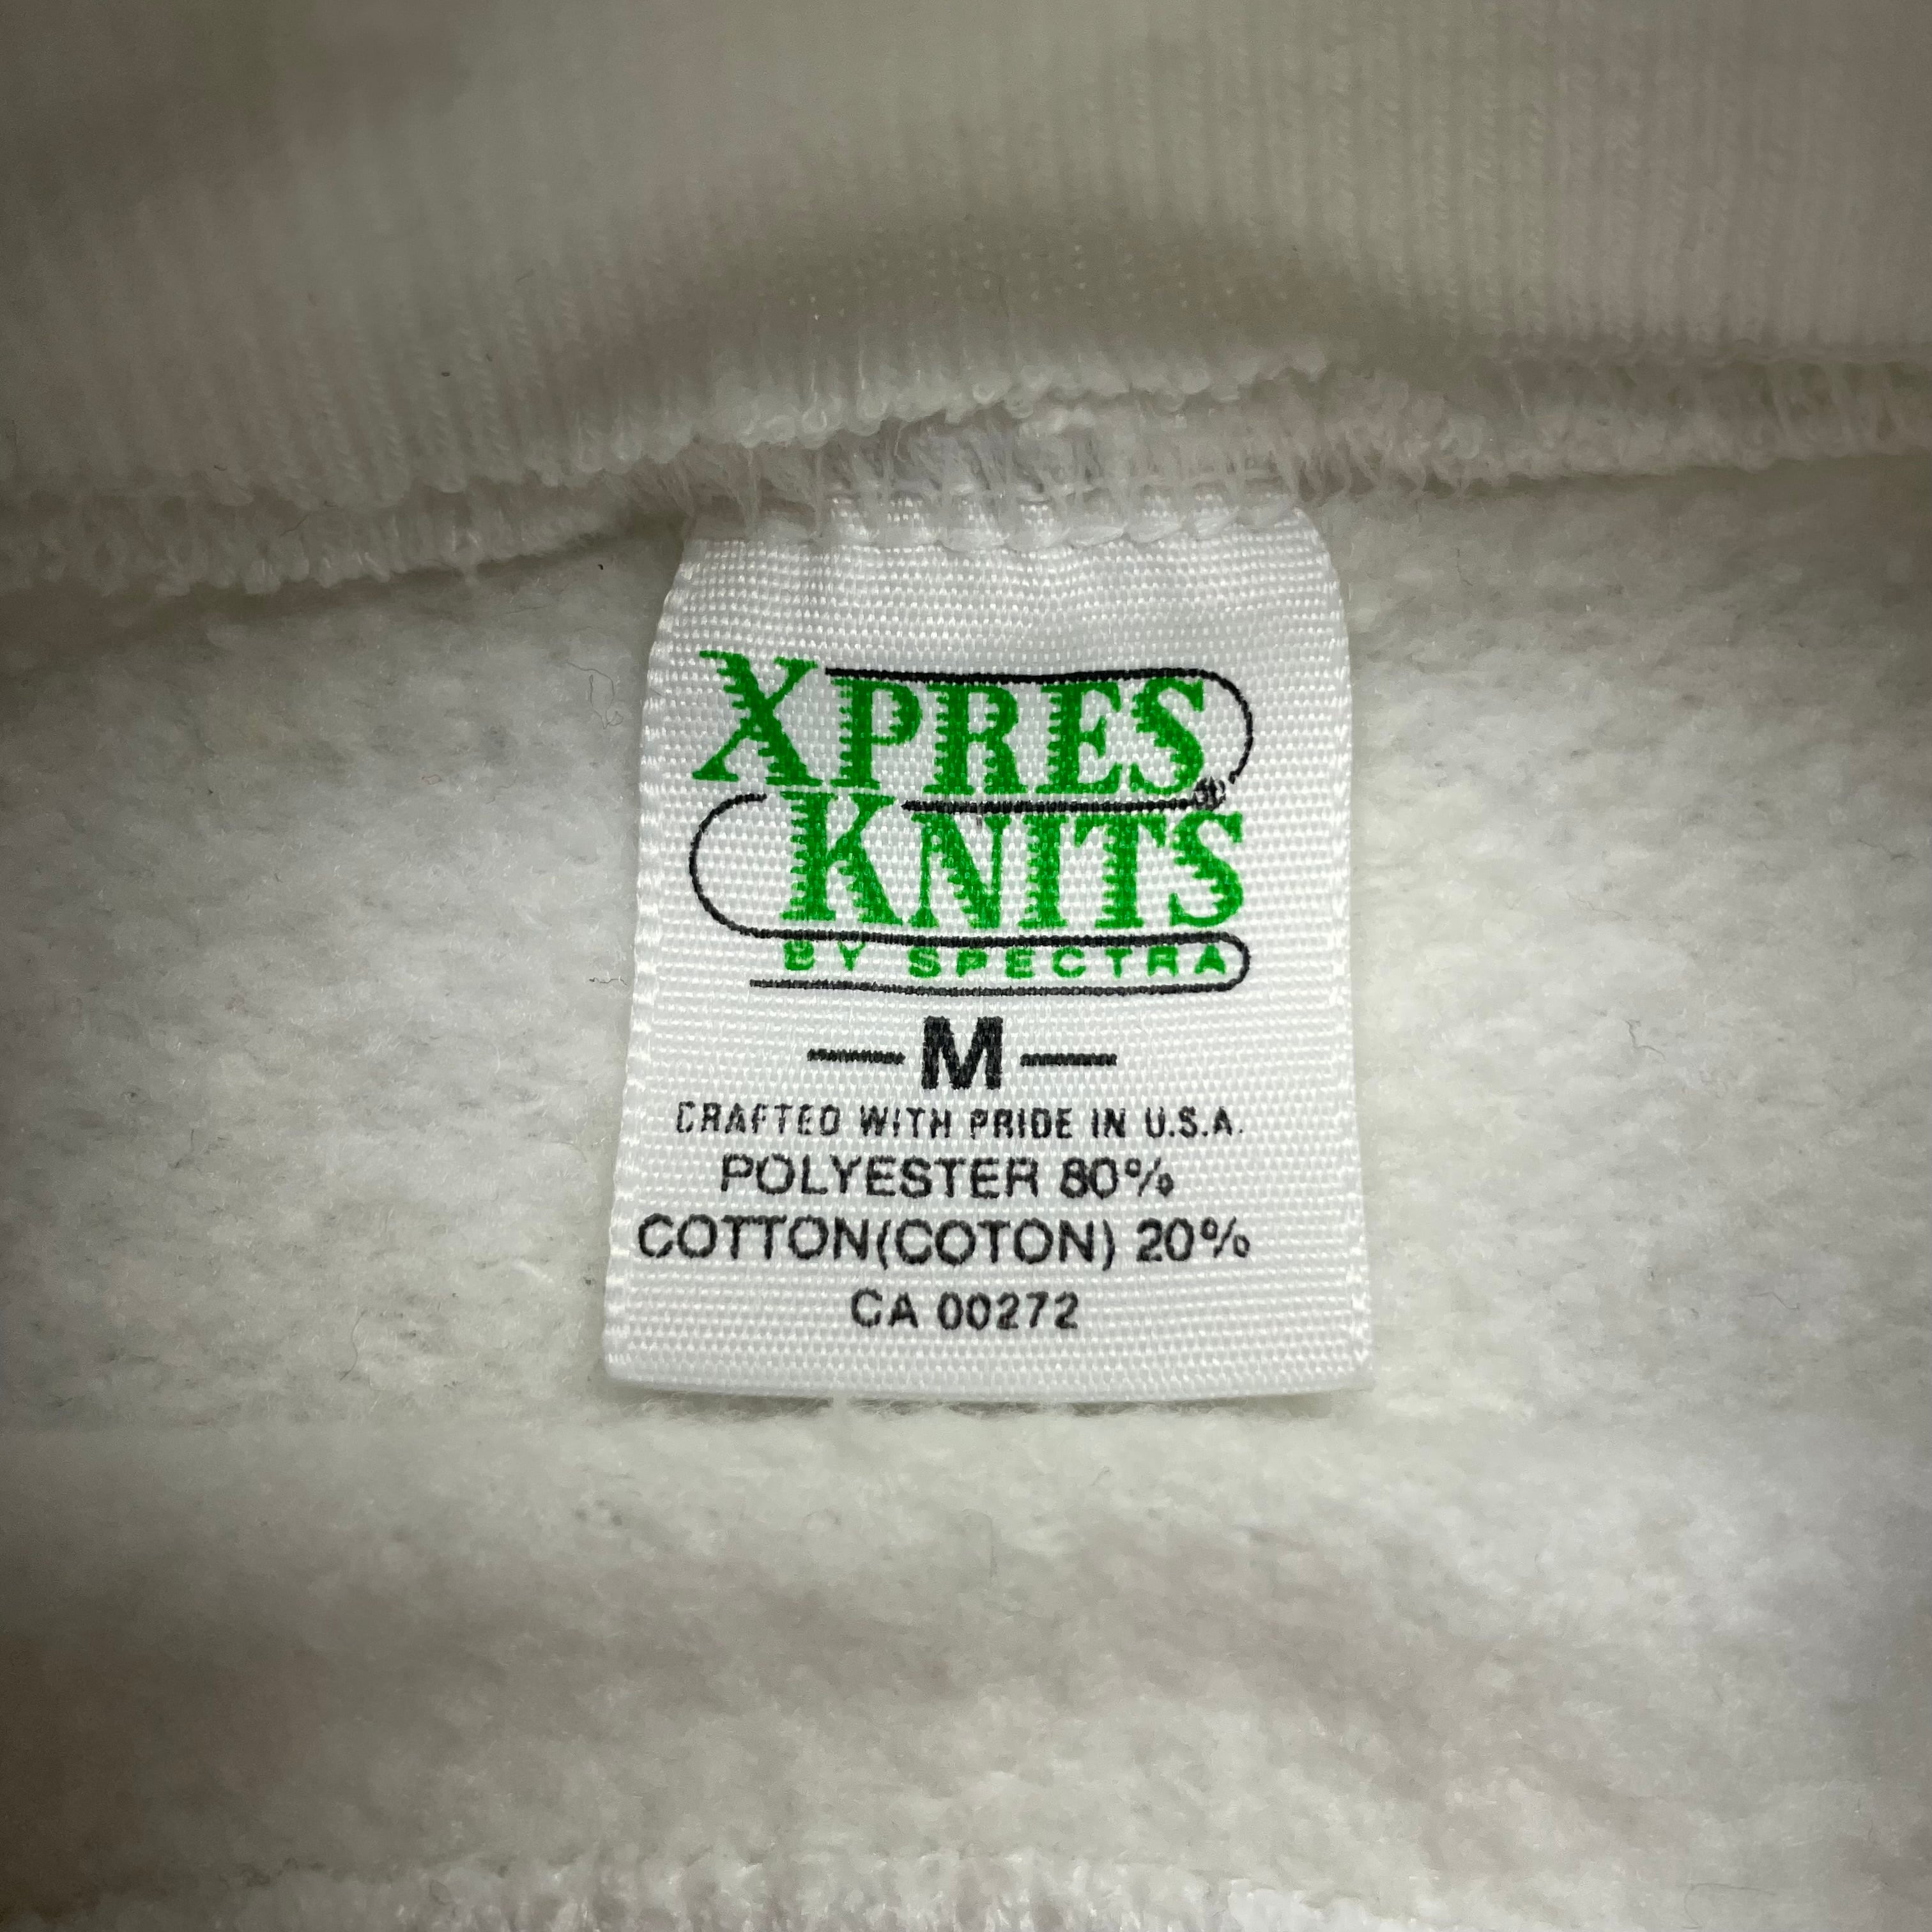 XPRES
KNITS
BY SPECTRA
M
CRAFTED WITH PRIDE IN U.S.A.
POLYESTER 80%
COTTON(COTON) 20%
CA 00272